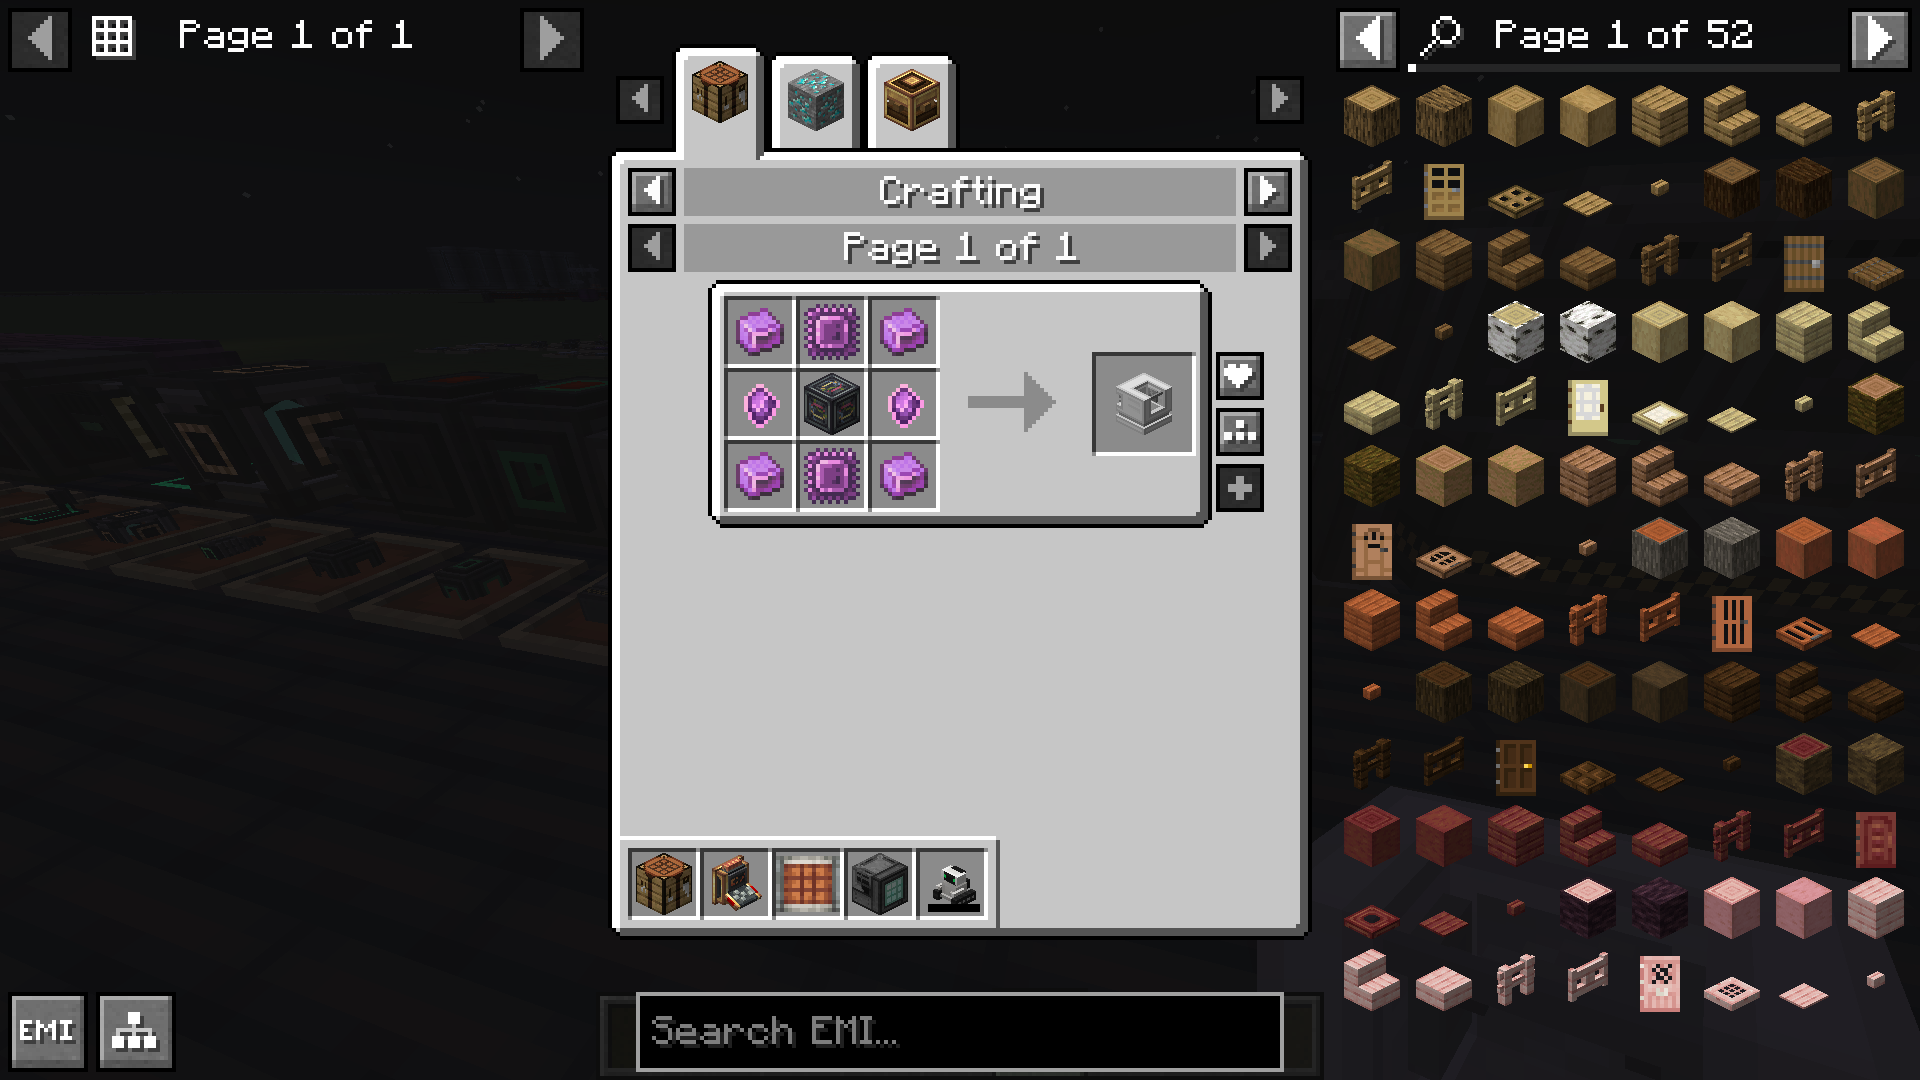 Page 1 of 1
Page 1 of 52
Crafting
Page 1 of 1
EMI
Search EMI...